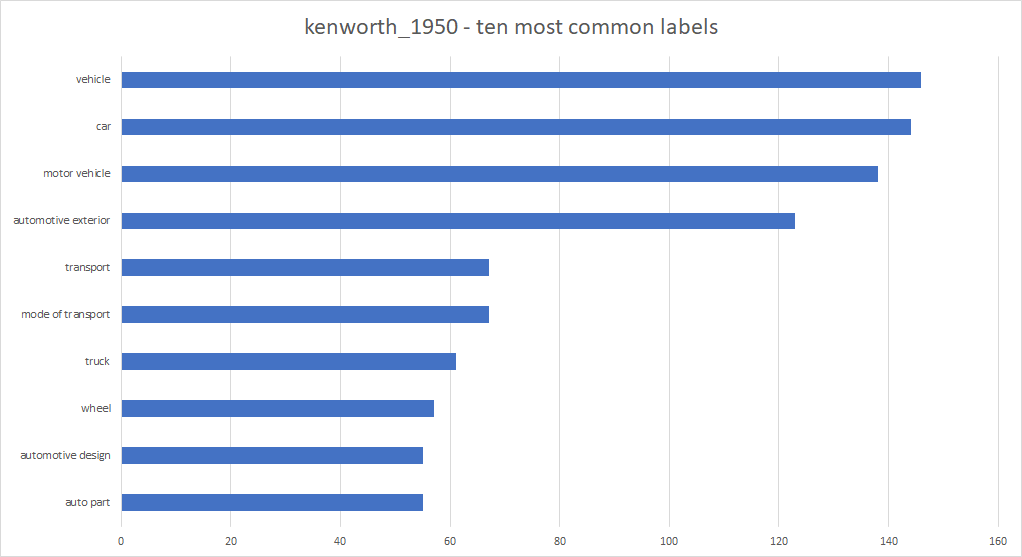 kenworth_1950 - ten most common labels
vehicle
car
motor vehicle
automotive exterior
transport
mode of transport
truck
wheel
automotive design
auto part
0 20 40 60 80 100 120 140 160